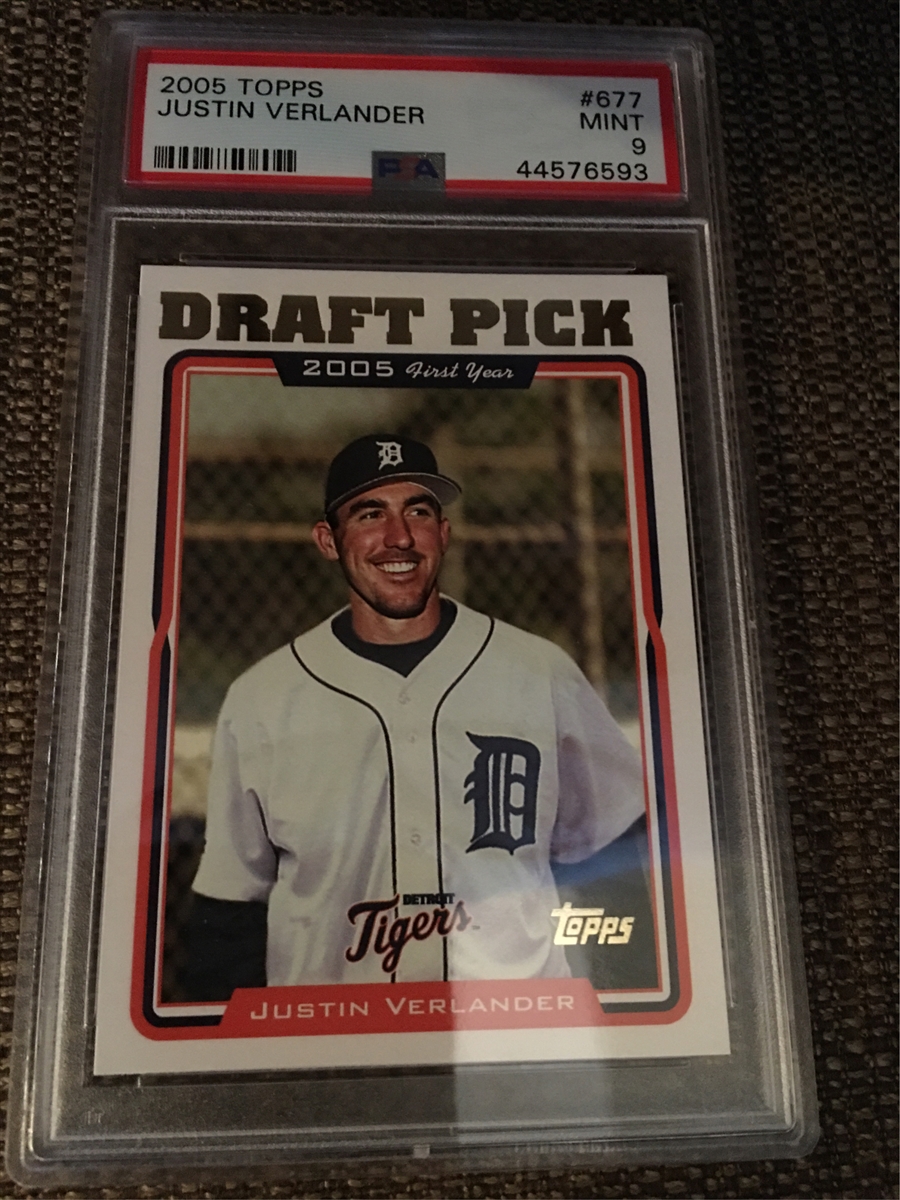 2005 TOPPS
JUSTIN VERLANDER
#677
MINT
9
44576593
PSA
DRAFT PICK
2005 First Year
D
D
DETROIT
Tigers
TOPPS
JUSTIN VERLANDER